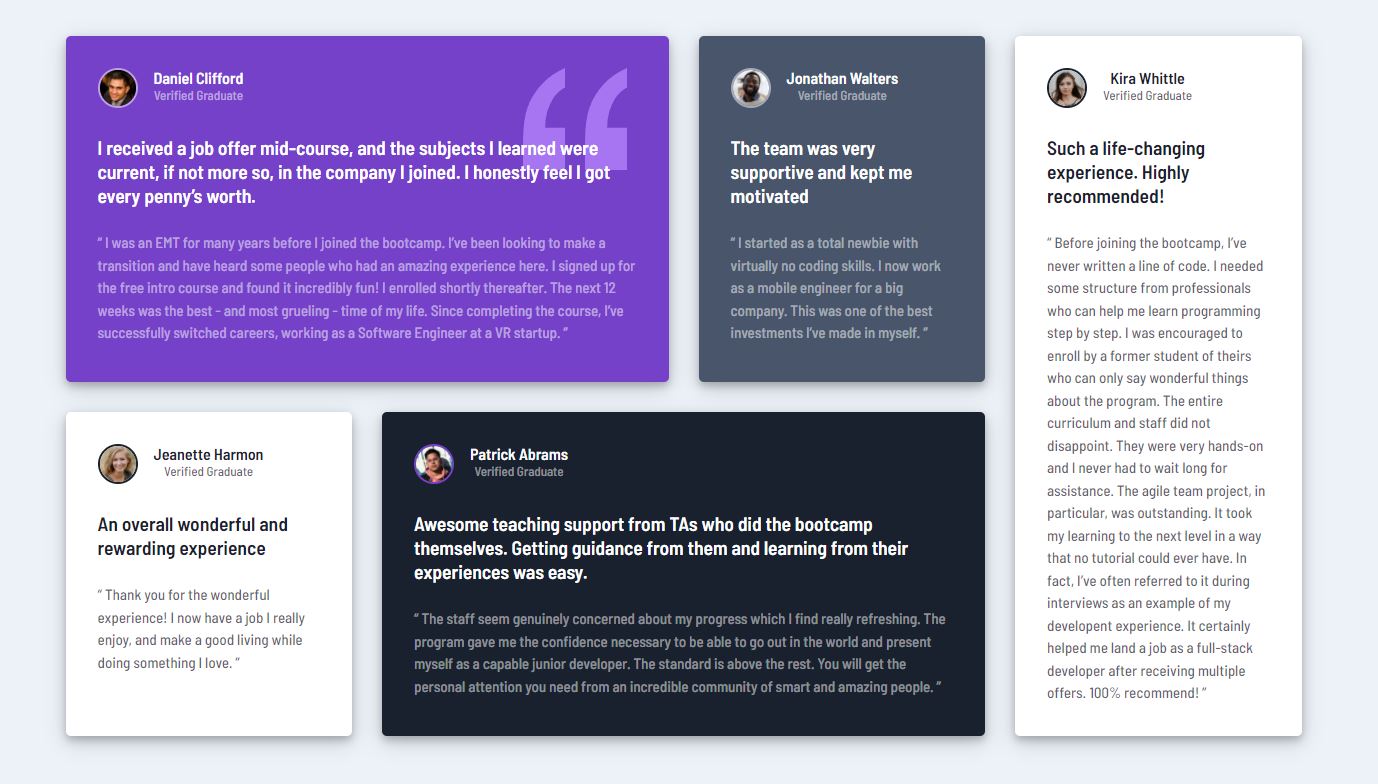 Daniel Clifford
Verified Graduate
I received a job offer mid-course, and the subjects I learned were
current, if not more so, in the company I joined. I honestly feel I got
every penny’s worth.
“ I was an EMT for many years before I joined the bootcamp. I’ve been looking to make a
transition and have heard some people who had an amazing experience here. I signed up for
the free intro course and found it incredibly fun! I enrolled shortly thereafter. The next 12
weeks was the best - and most grueling - time of my life. Since completing the course, I’ve
successfully switched careers, working as a Software Engineer at a VR startup. ”
Jonathan Walters
Verified Graduate
The team was very
supportive and kept me
motivated
“ I started as a total newbie with
virtually no coding skills. I now work
as a mobile engineer for a big
company. This was one of the best
investments I’ve made in myself. ”
Kira Whittle
Verified Graduate
Such a life-changing
experience. Highly
recommended!
“ Before joining the bootcamp, I’ve
never written a line of code. I needed
some structure from professionals
who can help me learn programming
step by step. I was encouraged to
enroll by a former student of theirs
who can only say wonderful things
about the program. The entire
curriculum and staff did not
disappoint. They were very hands-on
and I never had to wait long for
assistance. The agile team project, in
particular, was outstanding. It took
my learning to the next level in a way
that no tutorial could ever have. In
fact, I’ve often referred to it during
interviews as an example of my
developent experience. It certainly
helped me land a job as a full-stack
developer after receiving multiple
offers. 100% recommend! ”
Jeanette Harmon
Verified Graduate
An overall wonderful and
rewarding experience
“ Thank you for the wonderful
experience! I now have a job I really
enjoy, and make a good living while
doing something I love. ”
Patrick Abrams
Verified Graduate
Awesome teaching support from TAs who did the bootcamp
themselves. Getting guidance from them and learning from their
experiences was easy.
“ The staff seem genuinely concerned about my progress which I find really refreshing. The
program gave me the confidence necessary to be able to go out in the world and present
myself as a capable junior developer. The standard is above the rest. You will get the
personal attention you need from an incredible community of smart and amazing people. ”